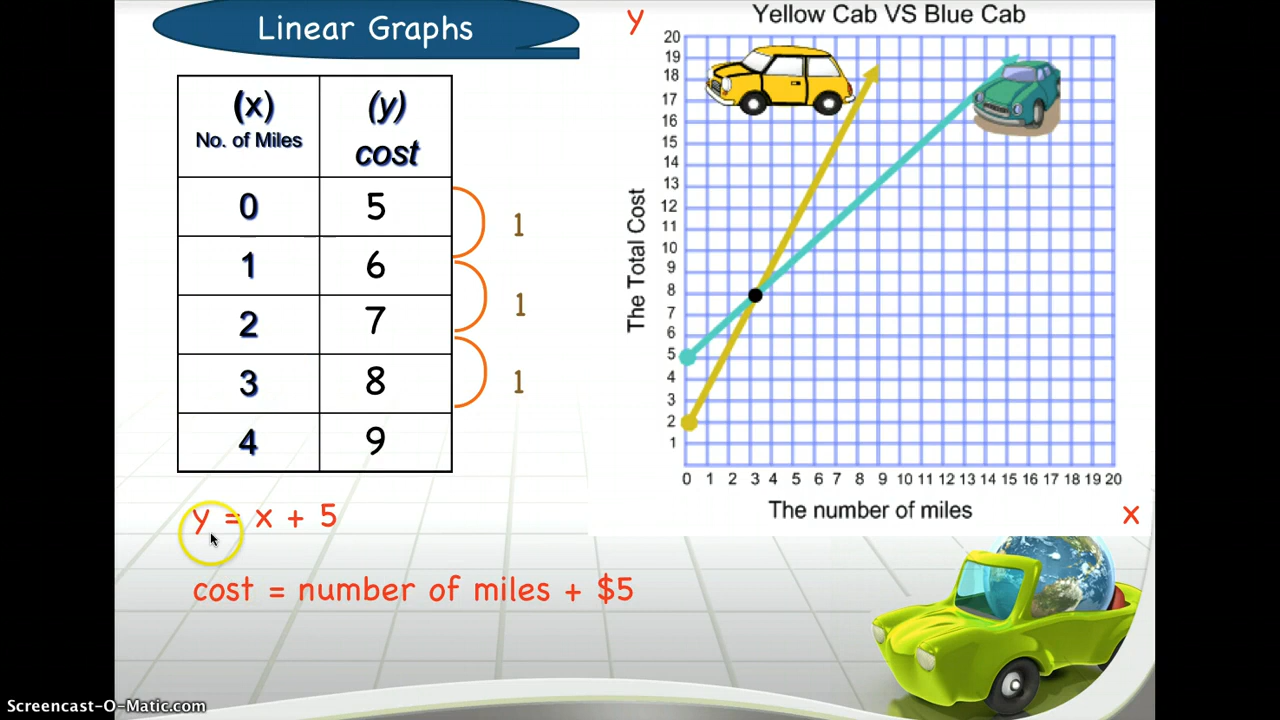 Linear Graphs
(x) (y)
No. of Miles cost
0 5
1 6
2 7
3 8
4 9
1
1
1
y = x + 5
cost = number of miles + $5
y
Yellow Cab VS Blue Cab
The Total Cost
20
19
18
17
16
15
14
13
12
11
10
9
8
7
6
5
4
3
2
1
0 1 2 3 4 5 6 7 8 9 10 11 12 13 14 15 16 17 18 19 20
The number of miles
x
Screencast-O-Matic.com